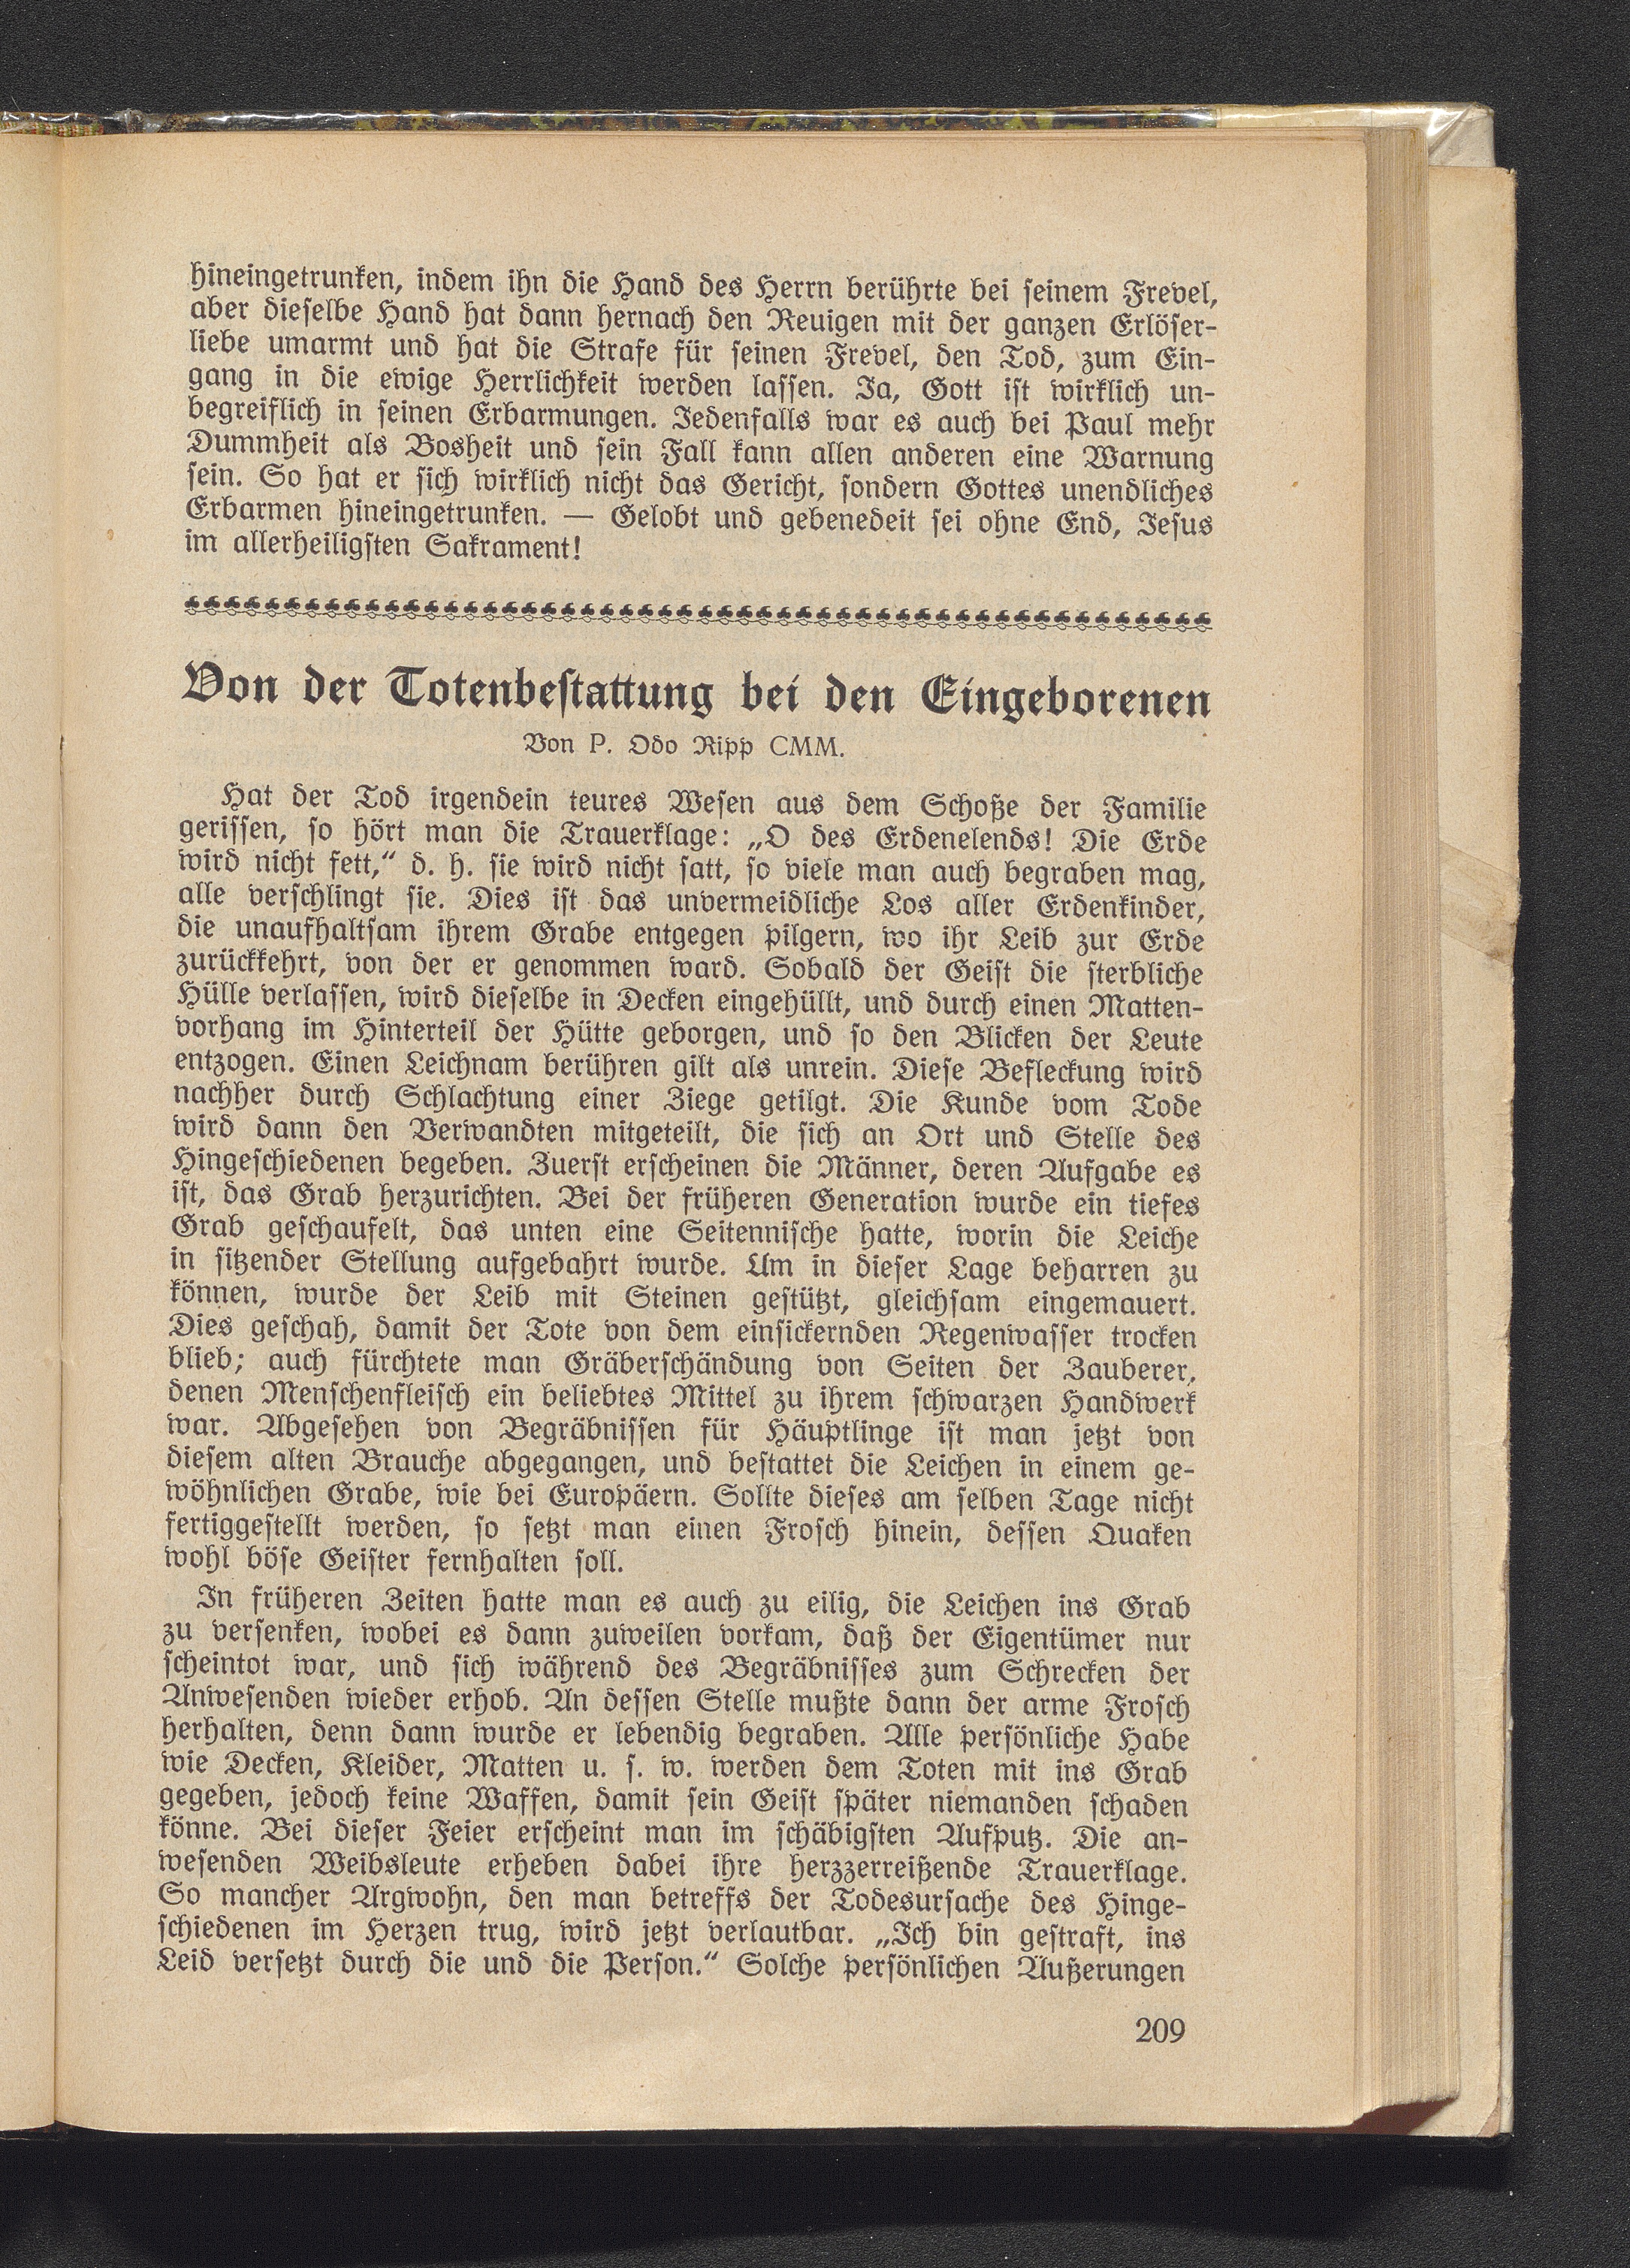 hineingetrunken, indem ihn die Hand des Herrn berührte bei seinem Frevel,
aber dieselbe Hand hat dann hernach den Reuigen mit der ganzen Erlöser-
liebe umarmt und hat die Strafe für seinen Frevel, den Tod, zum Ein-
gang in die ewige Herrlichkeit werden lassen. Ja, Gott ist wirklich un-
begreiflich in seinen Erbarmungen. Jedenfalls war es auch bei Paul mehr
Dummheit als Bosheit und sein Fall kann allen anderen eine Warnung
sein. So hat er sich wirklich nicht das Gericht, sondern Gottes unendliches
Erbarmen hineingetrunken. — Gelobt und gebenedeit sei ohne End, Jesus
im allerheiligsten Sakrament!
Von der Totenbestattung bei den Eingeborenen
Von P. Odo Ripp CMM.
Hat der Tod irgendein teures Wesen aus dem Schoße der Familie
gerissen, so hört man die Trauerklage: „O des Erdenelends! Die Erde
wird nicht fett,“ d. h. sie wird nicht satt, so viele man auch begraben mag,
alle verschlingt sie. Dies ist das unvermeidliche Los aller Erdenkinder,
die unaufhaltsam ihrem Grabe entgegen pilgern, wo ihr Leib zur Erde
zurückkehrt, von der er genommen ward. Sobald der Geist die sterbliche
Hülle verlassen, wird dieselbe in Decken eingehüllt, und durch einen Matten-
vorhang im Hinterteil der Hütte geborgen, und so den Blicken der Leute
entzogen. Einen Leichnam berühren gilt als unrein. Diese Befleckung wird
nachher durch Schlachtung einer Ziege getilgt. Die Kunde vom Tode
wird dann den Verwandten mitgeteilt, die sich an Ort und Stelle des
Hingeschiedenen begeben. Zuerst erscheinen die Männer, deren Aufgabe es
ist, das Grab herzurichten. Bei der früheren Generation wurde ein tiefes
Grab geschaufelt, das unten eine Seitennische hatte, worin die Leiche
in sitzender Stellung aufgebahrt wurde. Um in dieser Lage beharren zu
können, wurde der Leib mit Steinen gestützt, gleichsam eingemauert.
Dies geschah, damit der Tote von dem einsickernden Regenwasser trocken
blieb; auch fürchtete man Gräberschändung von Seiten der Zauberer,
denen Menschenfleisch ein beliebtes Mittel zu ihrem schwarzen Handwerk
war. Abgesehen von Begräbnissen für Häuptlinge ist man jetzt von
diesem alten Brauche abgegangen, und bestattet die Leichen in einem ge-
wöhnlichen Grabe, wie bei Europäern. Sollte dieses am selben Tage nicht
fertiggestellt werden, so setzt man einen Frosch hinein, dessen Quaken
wohl böse Geister fernhalten soll.
In früheren Zeiten hatte man es auch zu eilig, die Leichen ins Grab
zu versenken, wobei es dann zuweilen vorkam, daß der Eigentümer nur
scheintot war, und sich während des Begräbnisses zum Schrecken der
Anwesenden wieder erhob. An dessen Stelle mußte dann der arme Frosch
herhalten, denn dann wurde er lebendig begraben. Alle persönliche Habe
wie Decken, Kleider, Matten u. s. w. werden dem Toten mit ins Grab
gegeben, jedoch keine Waffen, damit sein Geist später niemanden schaden
könne. Bei dieser Feier erscheint man im schäbigsten Aufputz. Die an-
wesenden Weibsleute erheben dabei ihre herzzerreißende Trauerklage.
So mancher Argwohn, den man betreffs der Todesursache des Hinge-
schiedenen im Herzen trug, wird jetzt verlautbar. „Ich bin gestraft, ins
Leid versetzt durch die und die Person.“ Solche persönlichen Äußerungen
209